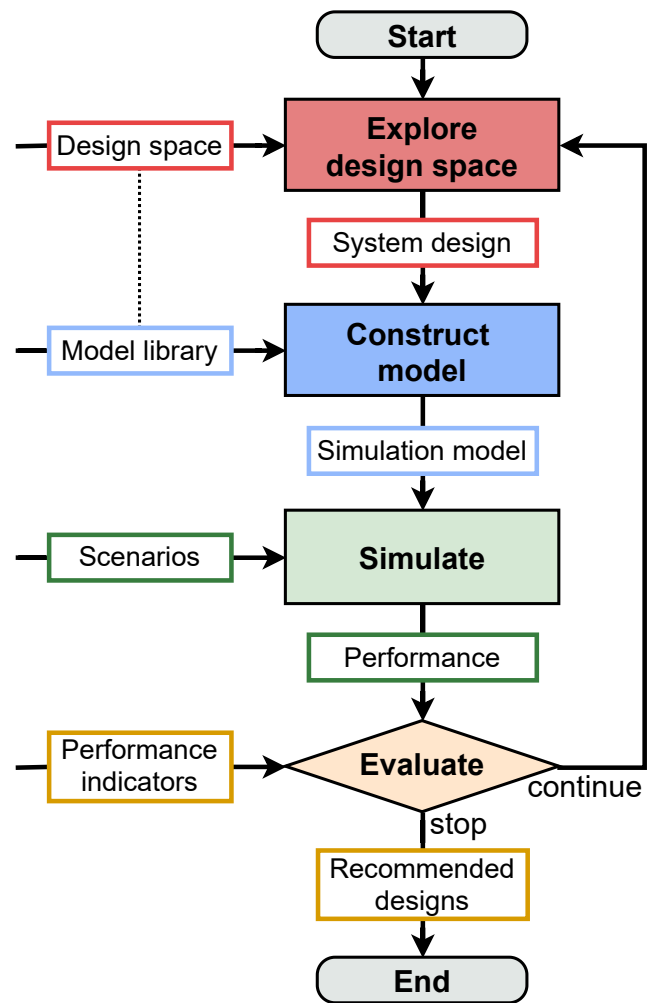 Start
Design space
Explore
design space
System design
Model library
Construct
model
Simulation model
Scenarios
Simulate
Performance
Performance
indicators
Evaluate
continue
stop
Recommended
designs
End